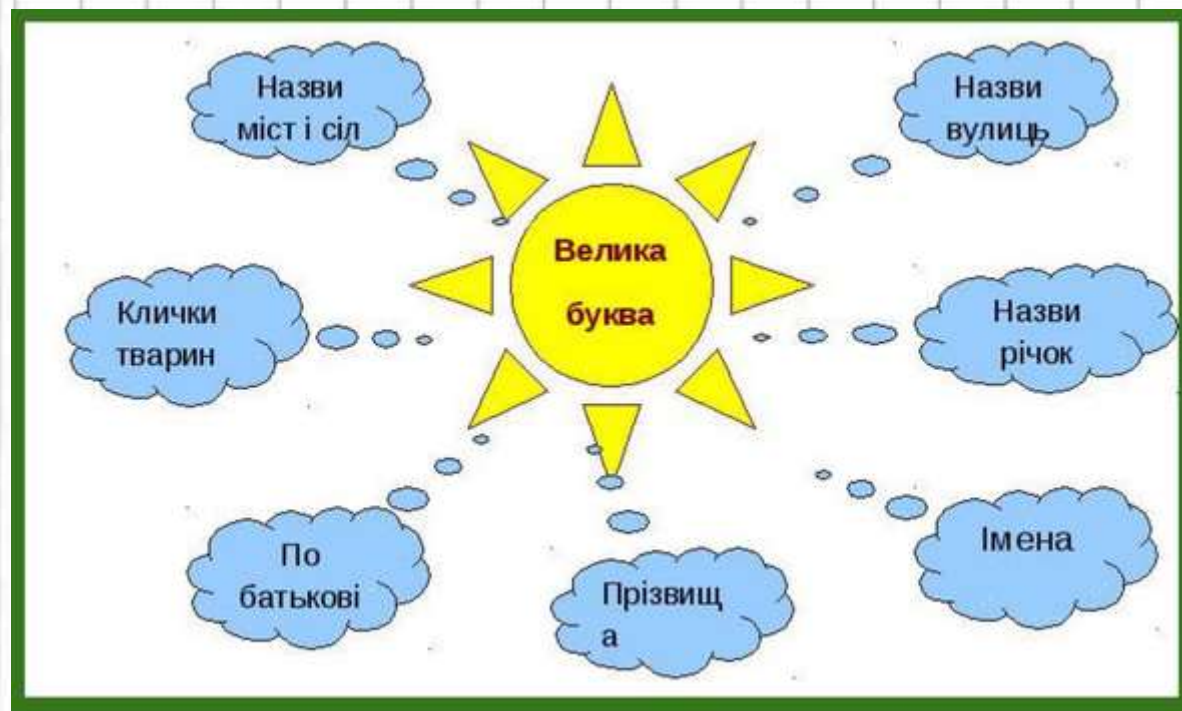 Назви
міст і сіл
Назви
вулиць
Велика
буква
Клички
тварин
Назви
річок
По
батькові
Прізвищ
а
Імена